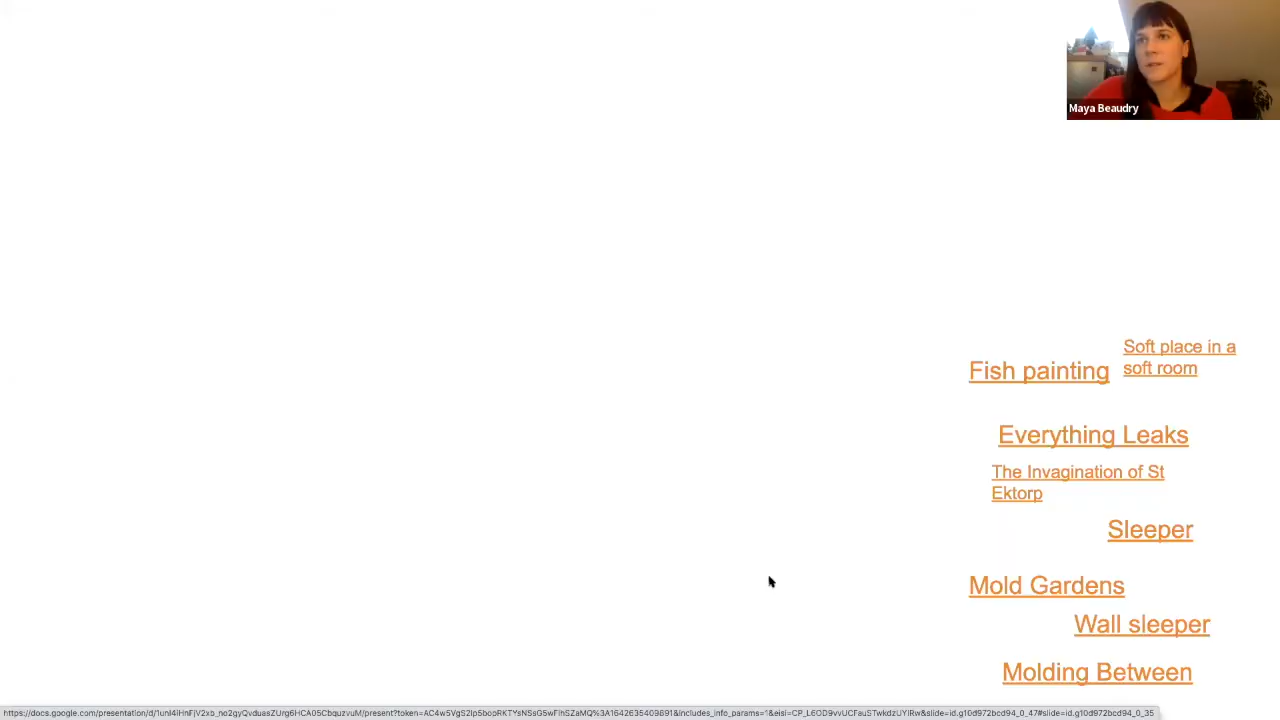 Maya Beaudry
Soft place in a
soft room
Fish painting
Everything Leaks
The Invagination of St
Ektorp
Sleeper
Mold Gardens
Wall sleeper
Molding Between